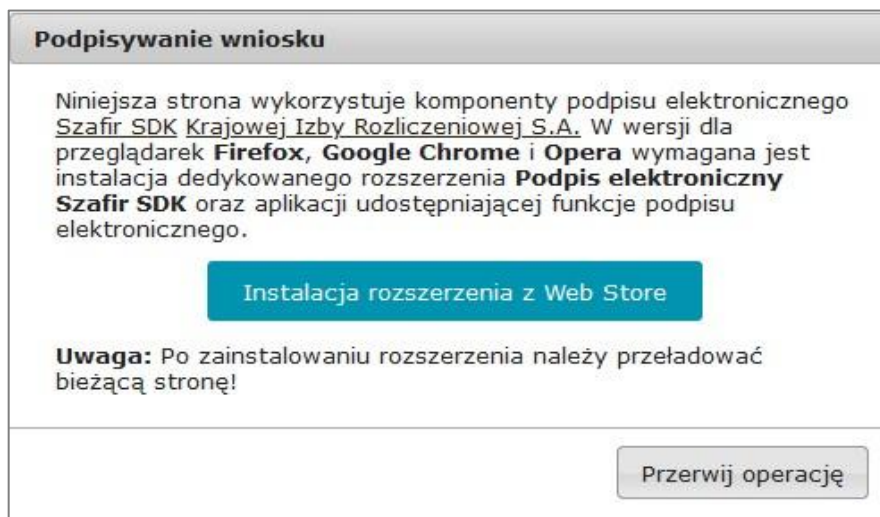 Podpisywanie wniosku
Niniejsza strona wykorzystuje komponenty podpisu elektronicznego
Szafir SDK Krajowej Izby Rozliczeniowej S.A. W wersji dla
przeglądarek Firefox, Google Chrome i Opera wymagana jest
instalacja dedykowanego rozszerzenia Podpis elektroniczny
Szafir SDK oraz aplikacji udostępniającej funkcje podpisu
elektronicznego.
Instalacja rozszerzenia z Web Store
Uwaga: Po zainstalowaniu rozszerzenia należy przeładować
bieżącą stronę!
Przerwij operację